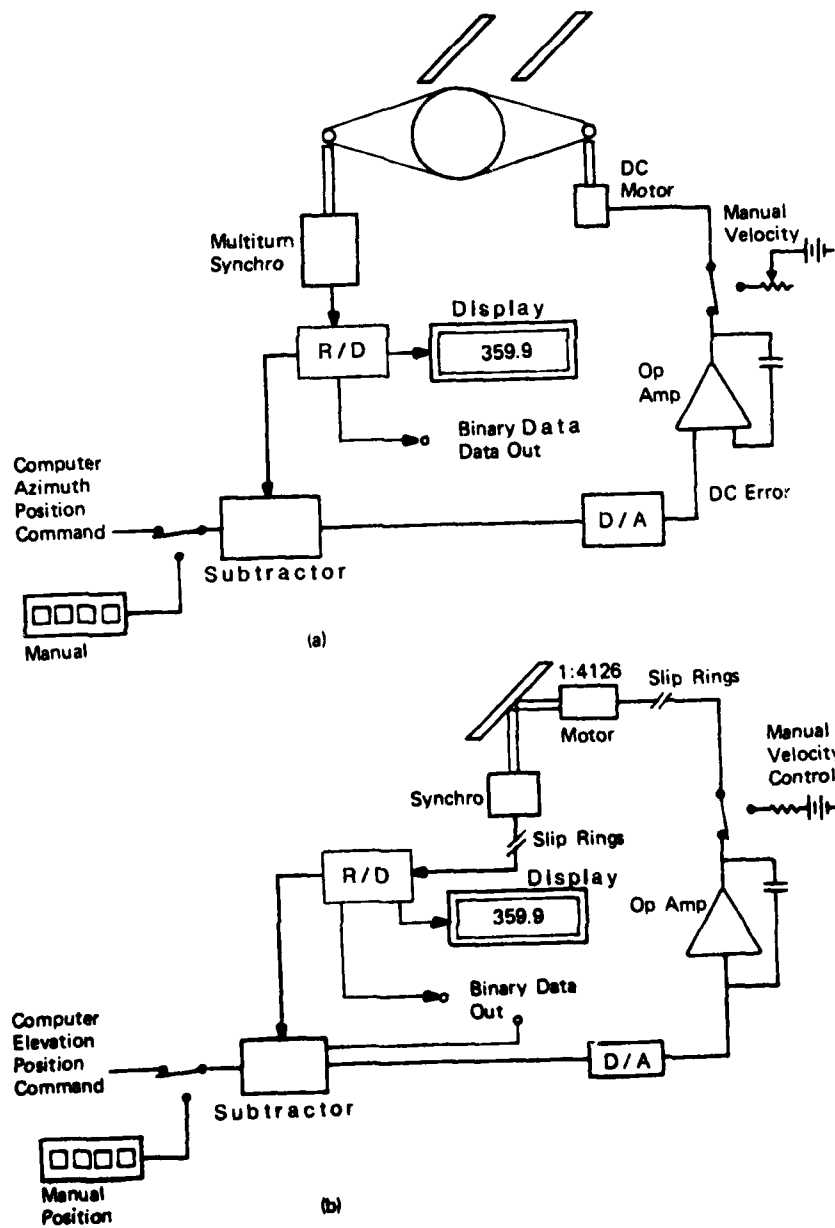 DC
Motor
Manual
Velocity
Multiturn
Synchro
Display
R/D
359.9
Op
Amp
Binary Data
Data Out
Computer
Azimuth
Position
Command
DC Error
D/A
Subtractor
Manual
(a)
1:4126
Slip Rings
Motor
Manual
Velocity
Control
Synchro
Slip Rings
R/D
Display
359.9
Op Amp
Binary Data
Out
Computer
Elevation
Position
Command
D/A
Subtractor
Manual
Position
(b)